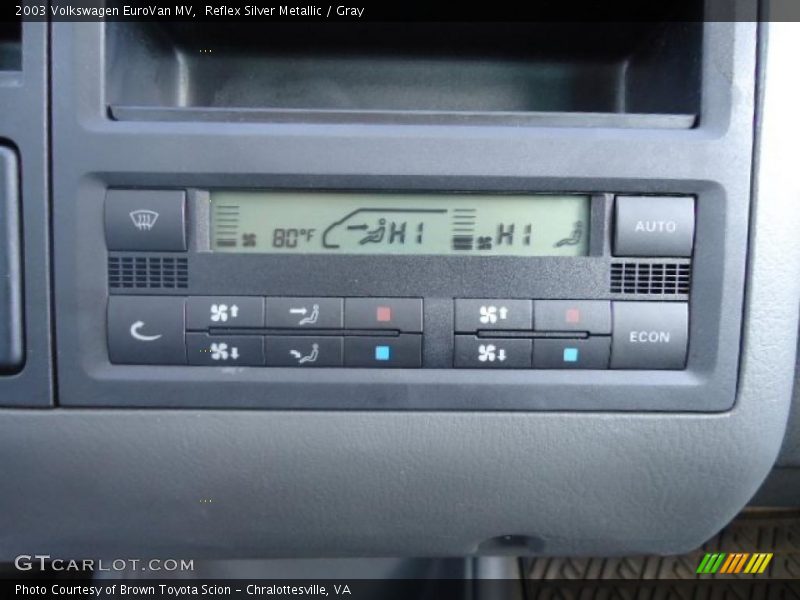 2003 Volkswagen EuroVan MV,  Reflex Silver Metallic / Gray
80°F HI HI
AUTO
ECON
GTCARLOT.COM
Photo Courtesy of Brown Toyota Scion - Chralottesville, VA